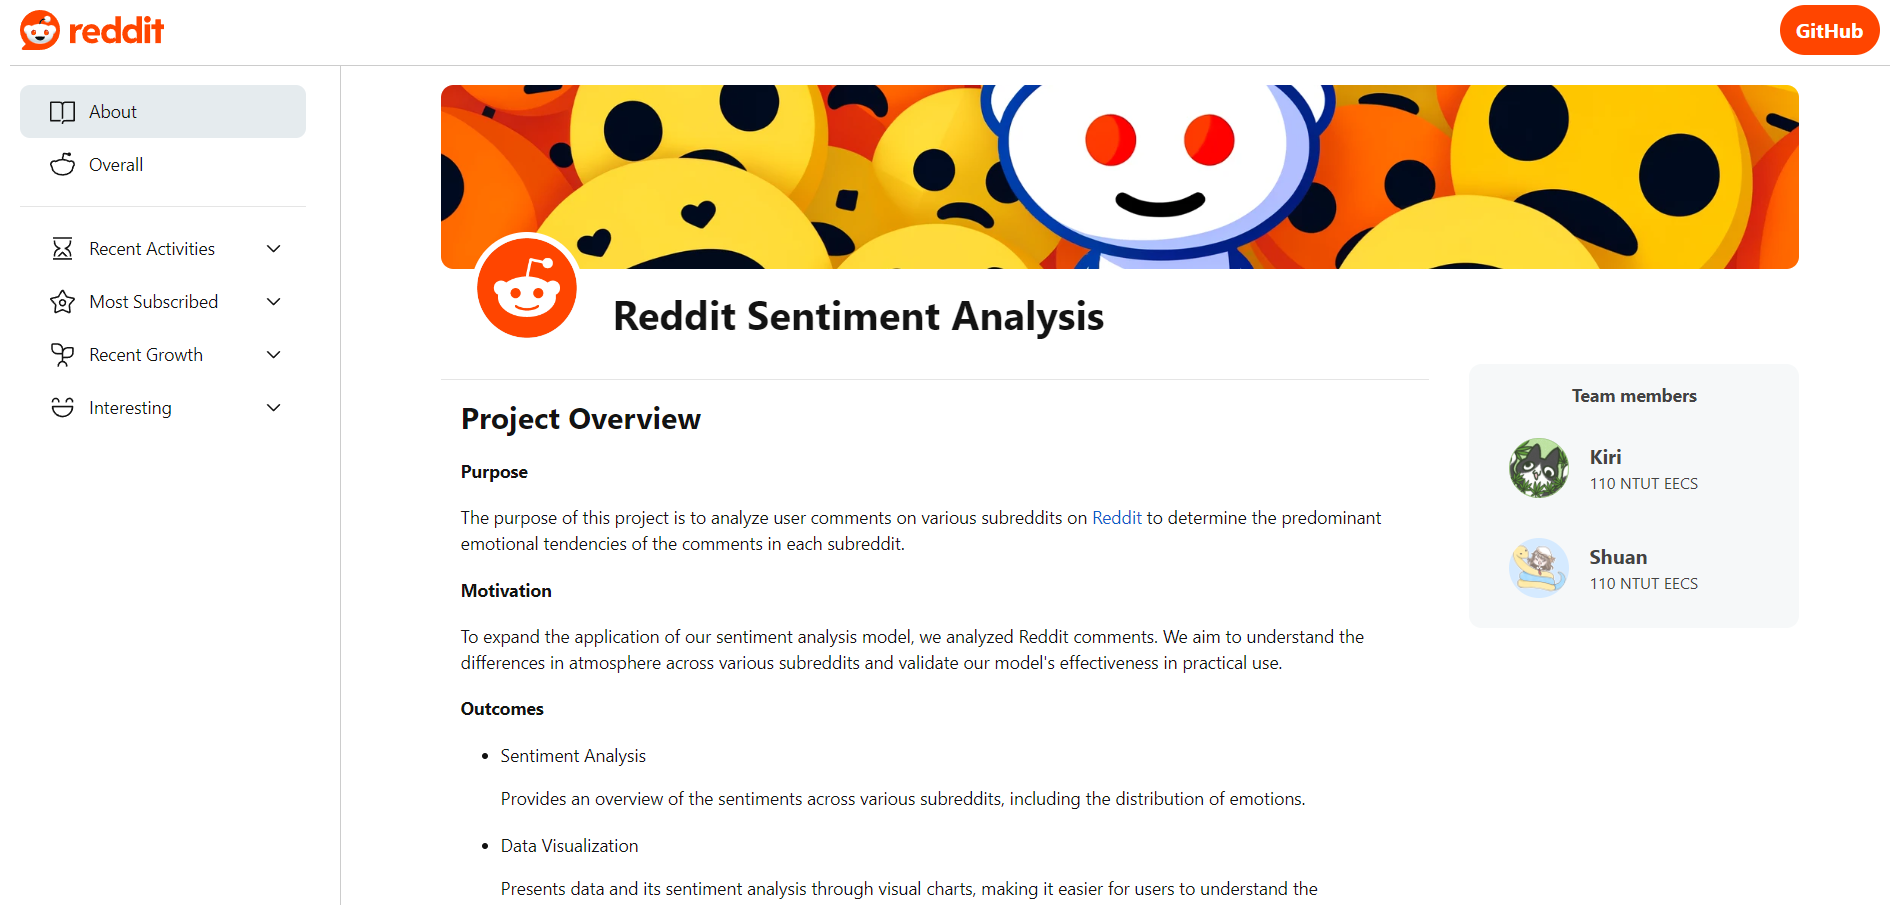 reddit
GitHub
About
Overall
Recent Activities
Most Subscribed
Recent Growth
Interesting
Reddit Sentiment Analysis
Project Overview
Purpose
The purpose of this project is to analyze user comments on various subreddits on Reddit to determine the predominant
emotional tendencies of the comments in each subreddit.
Motivation
To expand the application of our sentiment analysis model, we analyzed Reddit comments. We aim to understand the
differences in atmosphere across various subreddits and validate our model's effectiveness in practical use.
Outcomes
• Sentiment Analysis
Provides an overview of the sentiments across various subreddits, including the distribution of emotions.
• Data Visualization
Presents data and its sentiment analysis through visual charts, making it easier for users to understand the
Team members
Kiri
110 NTUT EECS
Shuan
110 NTUT EECS